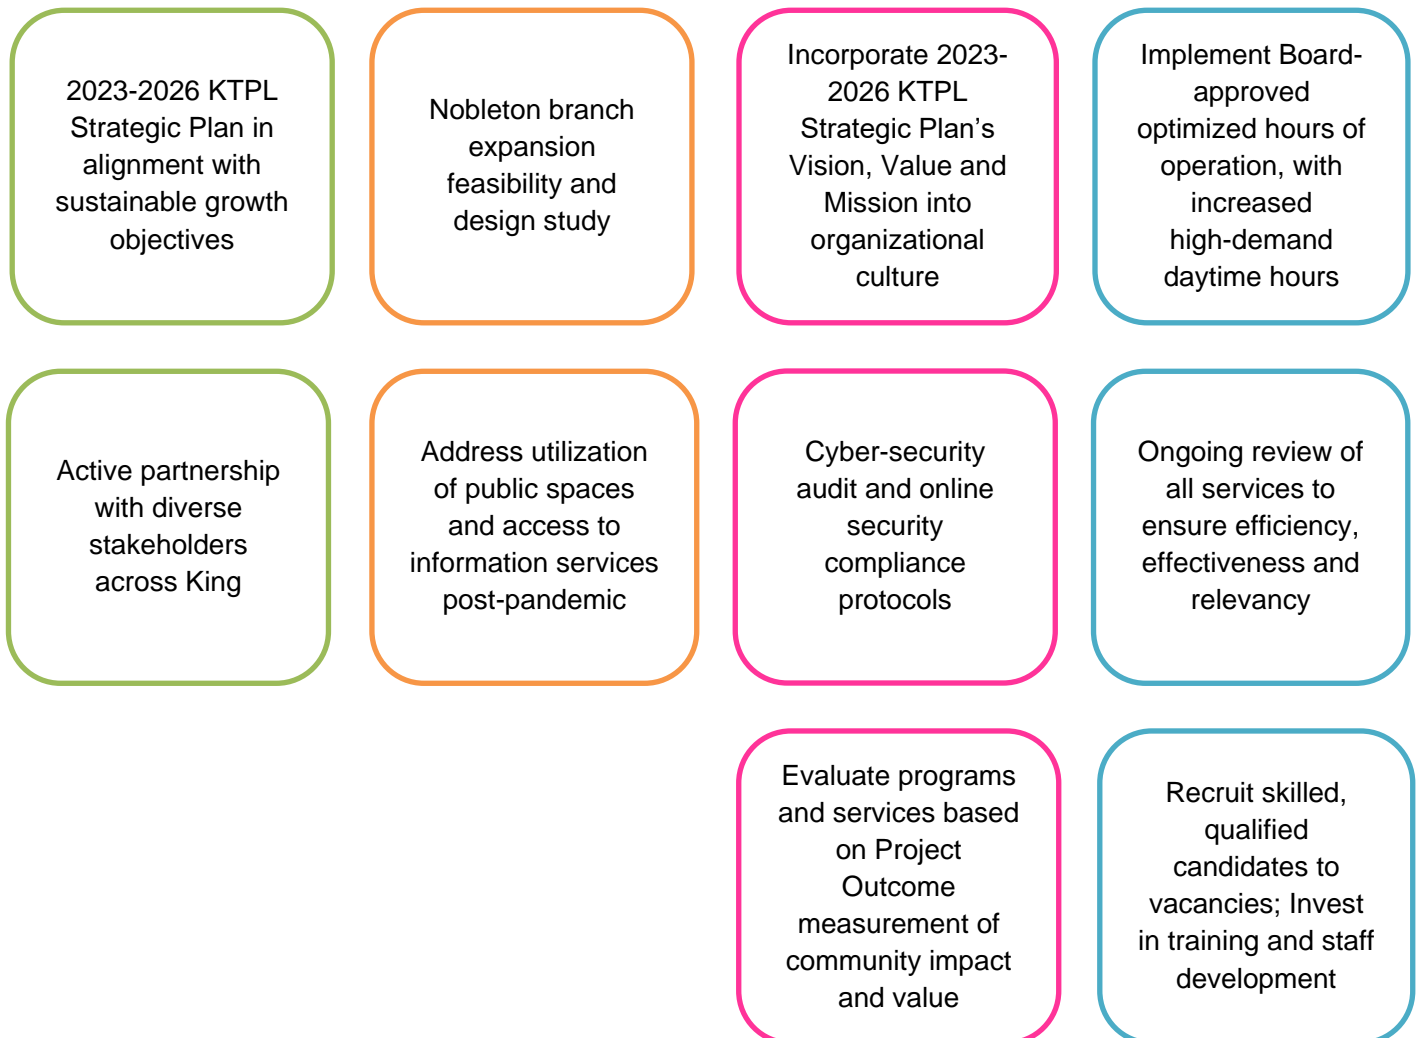 2023-2026 KTPL
Strategic Plan in
alignment with
sustainable growth
objectives
Nobleton branch
expansion
feasibility and
design study
Incorporate 2023-
2026 KTPL
Strategic Plan’s
Vision, Value and
Mission into
organizational
culture
Implement Board-
approved
optimized hours of
operation, with
increased
high-demand
daytime hours
Active partnership
with diverse
stakeholders
across King
Address utilization
of public spaces
and access to
information services
post-pandemic
Cyber-security
audit and online
security
compliance
protocols
Ongoing review of
all services to
ensure efficiency,
effectiveness and
relevancy
Evaluate programs
and services based
on Project
Outcome
measurement of
community impact
and value
Recruit skilled,
qualified
candidates to
vacancies; Invest
in training and staff
development